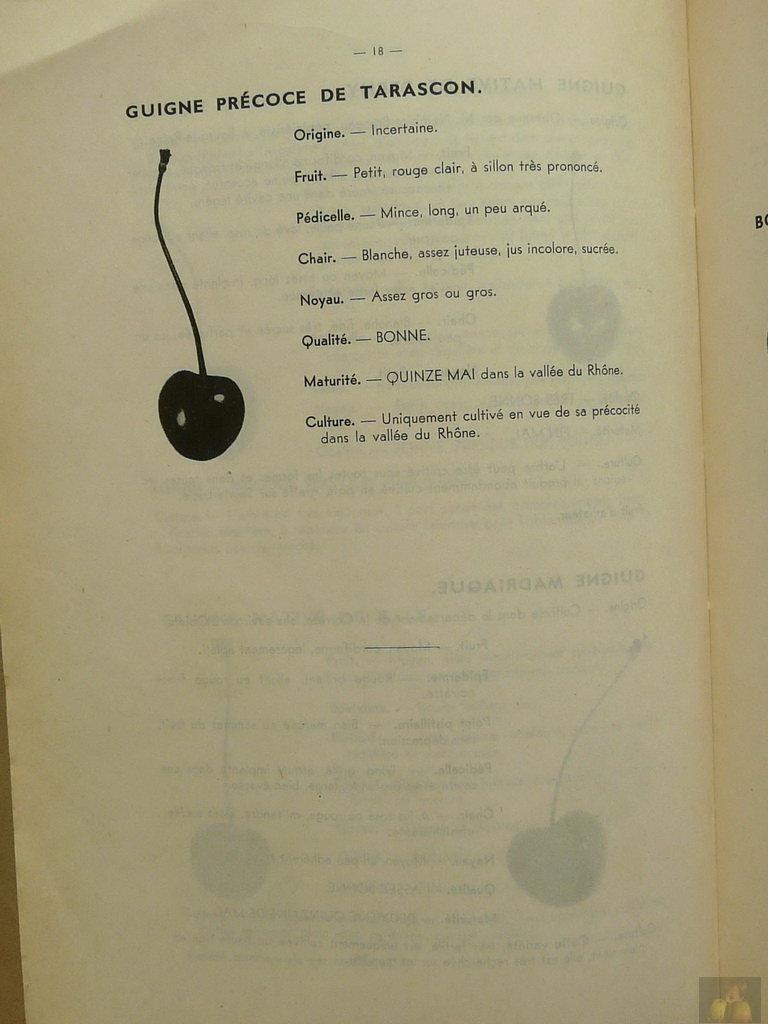 — 18 —
GUIGNE PRÉCOCE DE TARASCON.
Origine. — Incertaine.
Fruit. — Petit, rouge clair, à sillon très prononcé.
Pédicelle. — Mince, long, un peu arqué.
Chair. — Blanche, assez juteuse, jus incolore, sucrée.
Noyau. — Assez gros ou gros.
Qualité. — BONNE.
Maturité. — QUINZE MAI dans la vallée du Rhône.
Culture. — Uniquement cultivé en vue de sa précocité
dans la vallée du Rhône.